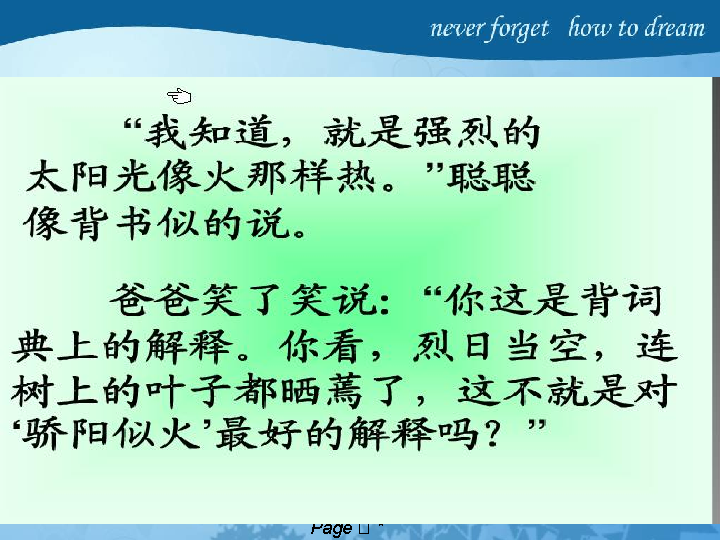 never forget how to dream
“我知道，就是强烈的
太阳光像火那样热。”聪聪
像背书似的说。
爸爸笑了笑说：“你这是背词
典上的解释。你看，烈日当空，连
树上的叶子都晒蔫了，这不就是对
‘骄阳似火’最好的解释吗？”
Page □ *